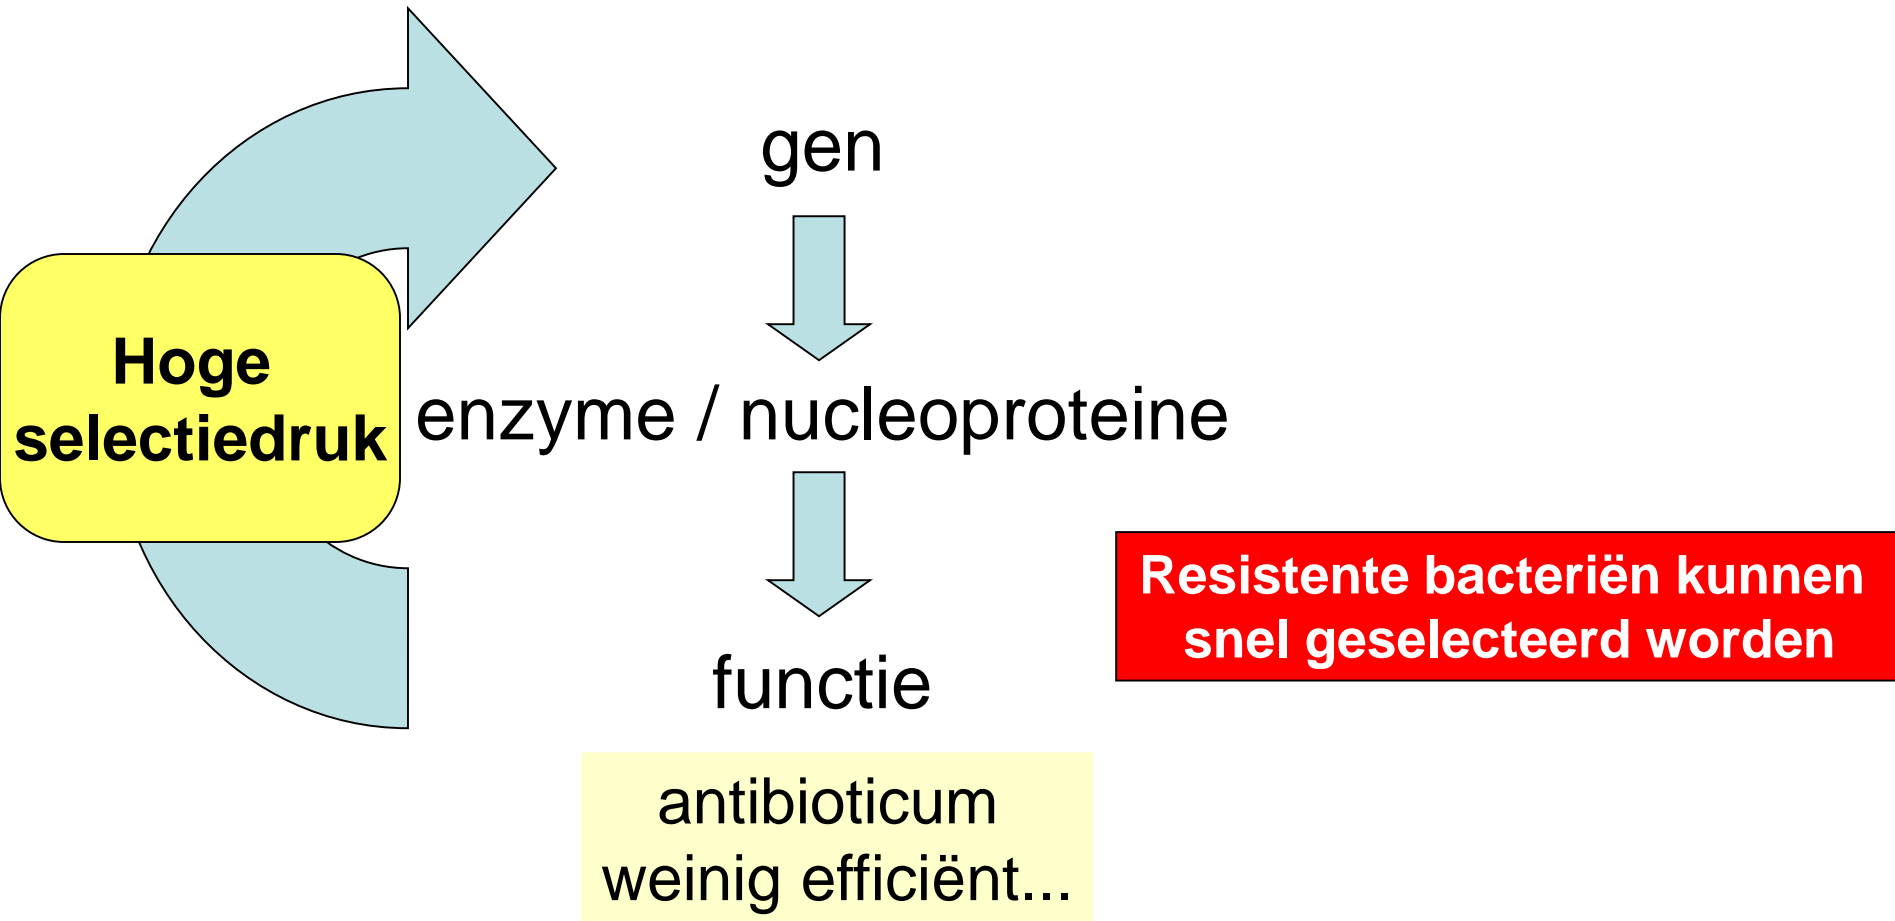 gen
Hoge
selectiedruk
enzyme / nucleoproteine
Resistente bacteriën kunnen
snel geselecteerd worden
functie
antibioticum
weinig efficiënt...